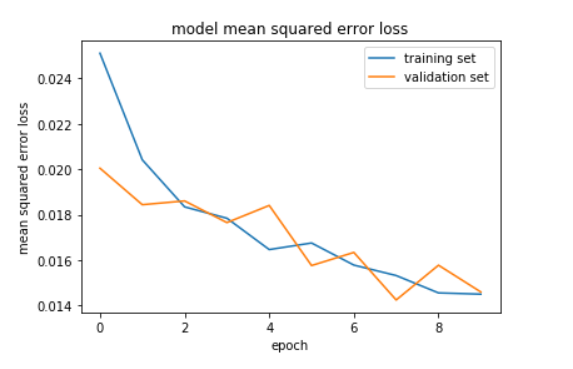 model mean squared error loss
training set
validation set
mean squared error loss
0.024
0.022
0.020
0.018
0.016
0.014
0 2 4 6 8
epoch